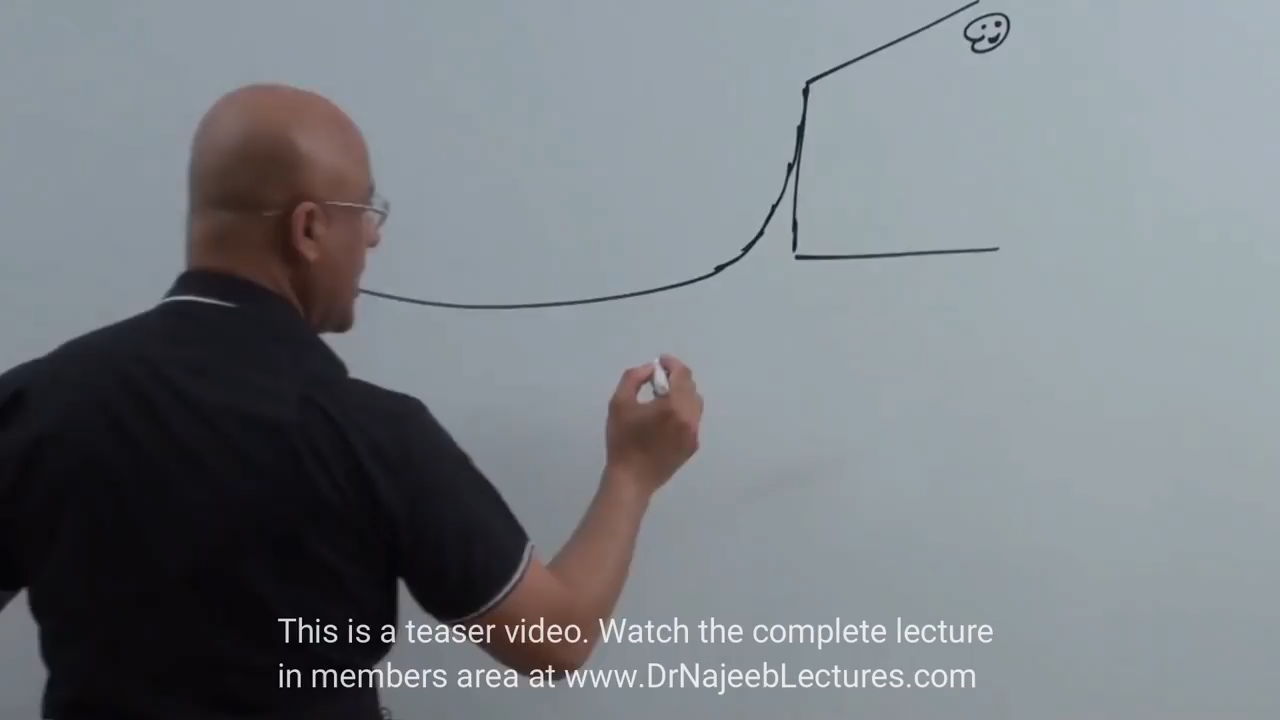 This is a teaser video. Watch the complete lecture
in members area at www.DrNajeebLectures.com